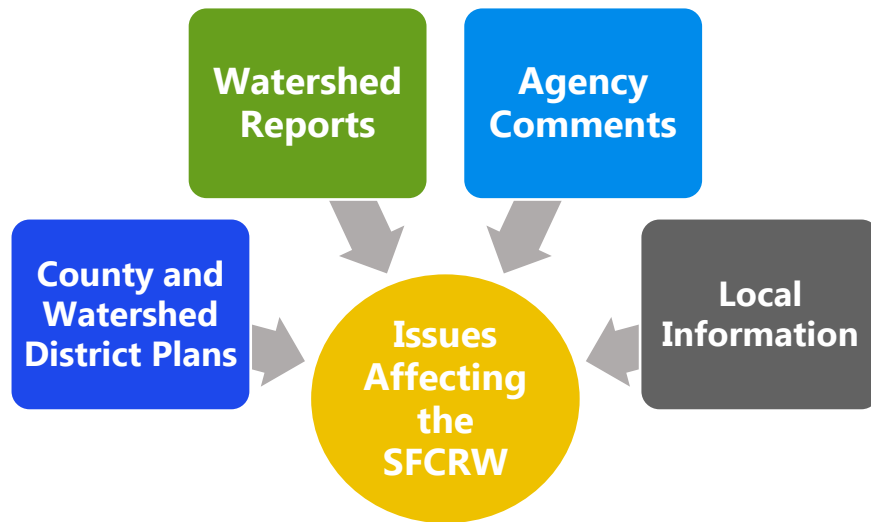 Watershed
Reports
Agency
Comments
County and
Watershed
District Plans
Local
Information
Issues
Affecting
the
SFCRW